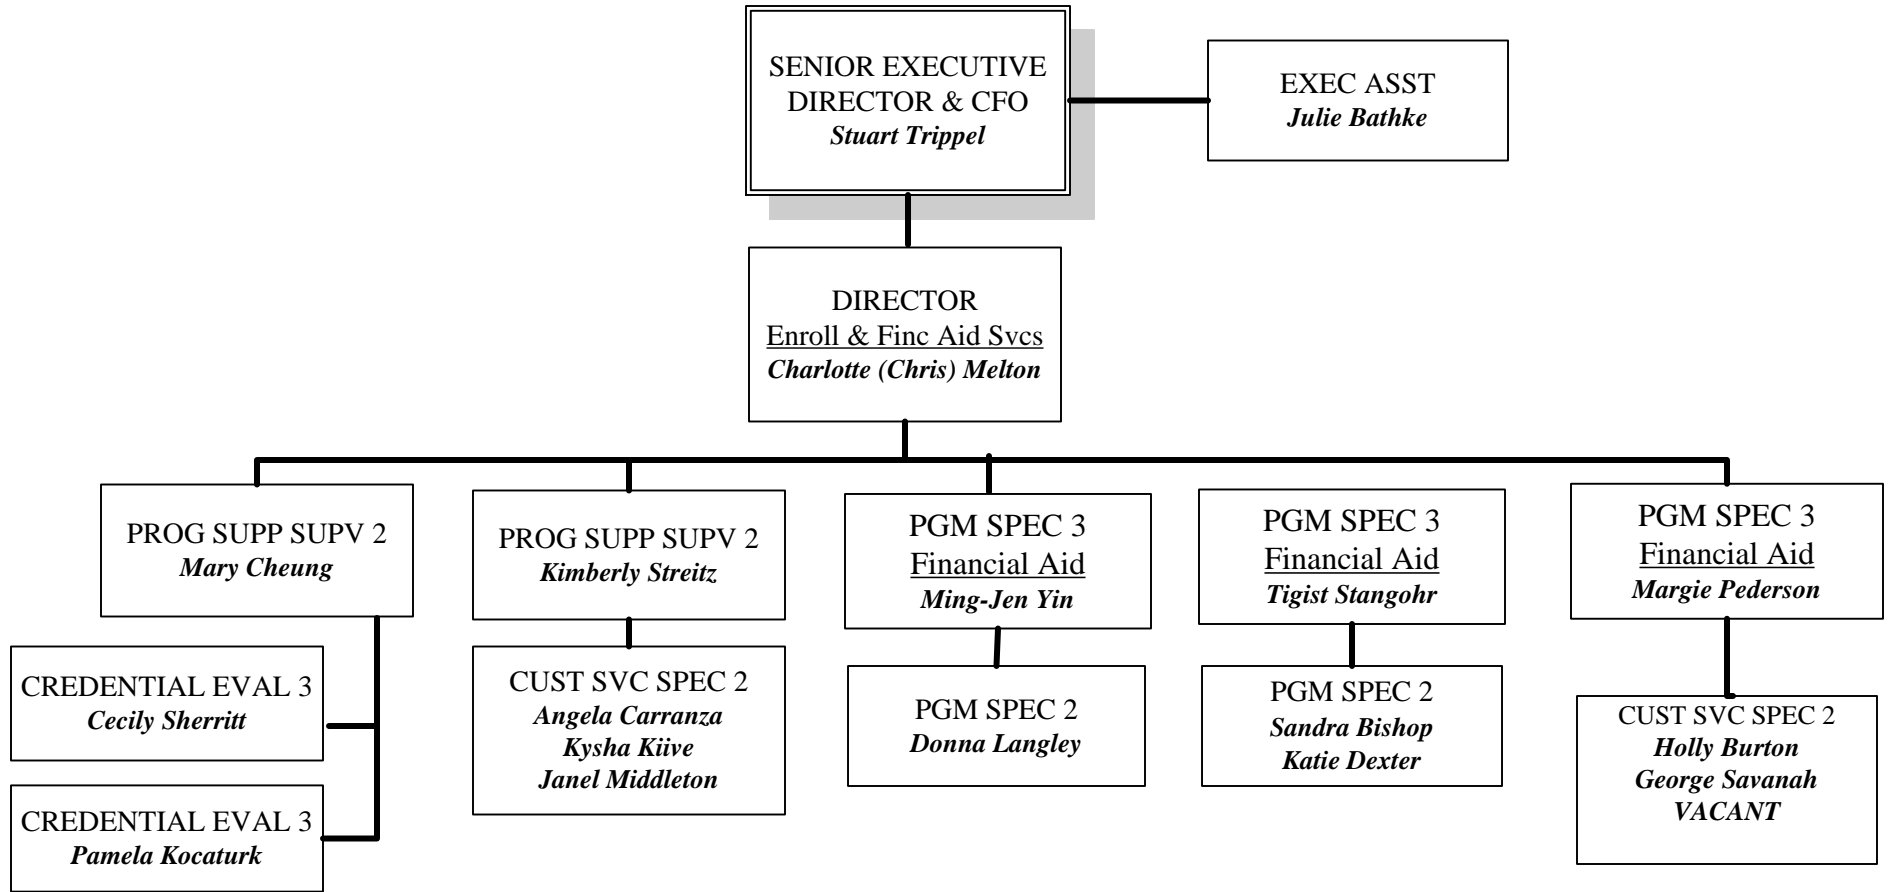 SENIOR EXECUTIVE
DIRECTOR & CFO
Stuart Trippel
EXEC ASST
Julie Bathke
DIRECTOR
Enroll & Finc Aid Svcs
Charlotte (Chris) Melton
PROG SUPP SUPV 2
Mary Cheung
PROG SUPP SUPV 2
Kimberly Streitz
PGM SPEC 3
Financial Aid
Ming-Jen Yin
PGM SPEC 3
Financial Aid
Tigist Stangohr
PGM SPEC 3
Financial Aid
Margie Pederson
CREDENTIAL EVAL 3
Cecily Sherritt
CREDENTIAL EVAL 3
Pamela Kocaturk
CUST SVC SPEC 2
Angela Carranza
Kysha Kiive
Janel Middleton
PGM SPEC 2
Donna Langley
PGM SPEC 2
Sandra Bishop
Katie Dexter
CUST SVC SPEC 2
Holly Burton
George Savanah
VACANT